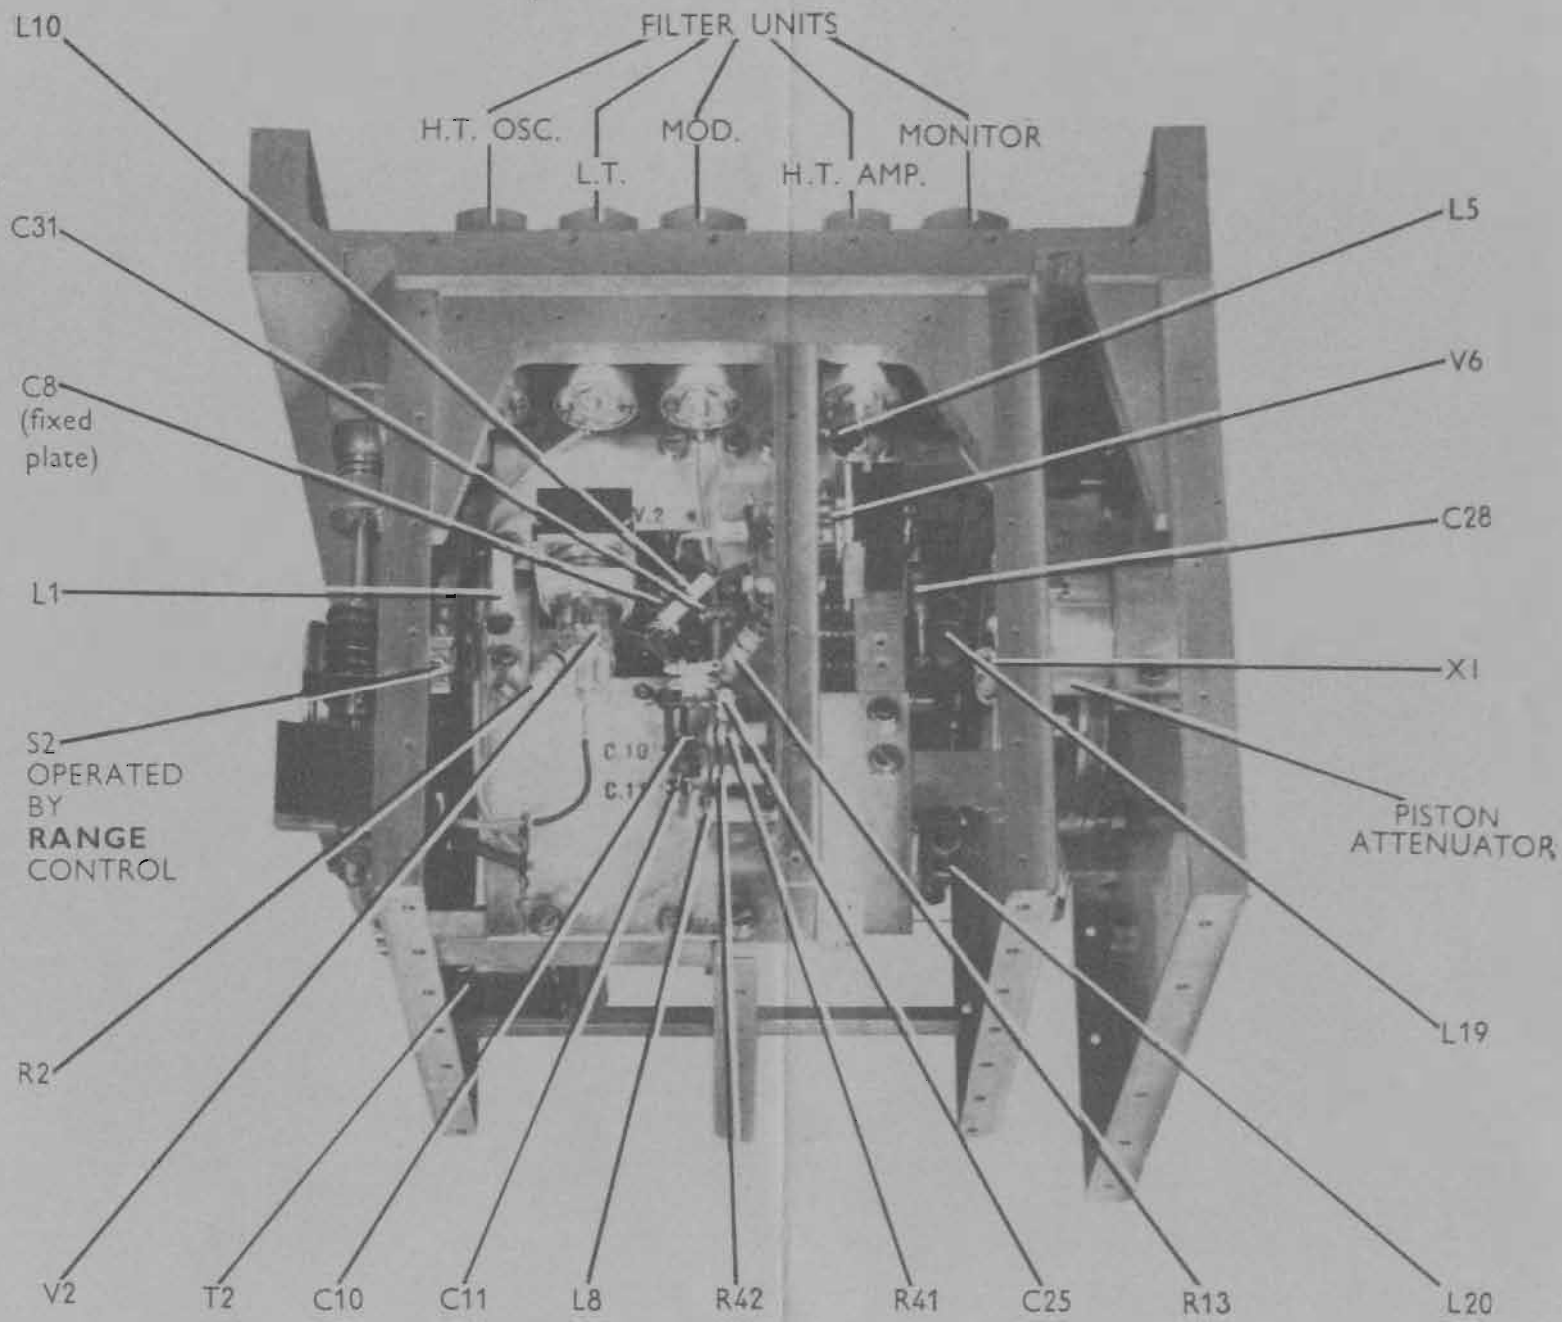 L10
FILTER UNITS
H.T. OSC.
MOD.
MONITOR
L.T.
H.T. AMP.
C31
L5
C8
(fixed
plate)
V6
V.2
C28
L1
X1
S2
OPERATED
BY
RANGE
CONTROL
C.10
C.11
PISTON
ATTENUATOR
R2
L19
V2
T2
C10
C11
L8
R42
R41
C25
R13
L20